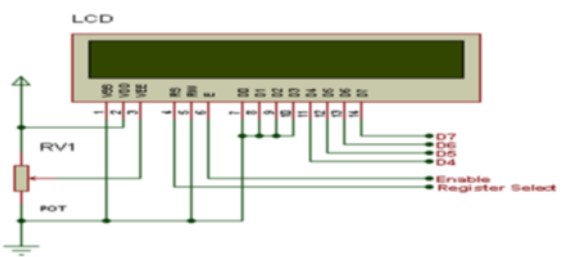 LCD
VSS VDD VEE RS RW E D0 D1 D2 D3 D4 D5 D6 D7
1 2 3 4 5 6 7 8 9 10 11 12 13 14
D7
D6
D5
D4
Enable
Register Select
RV1
POT